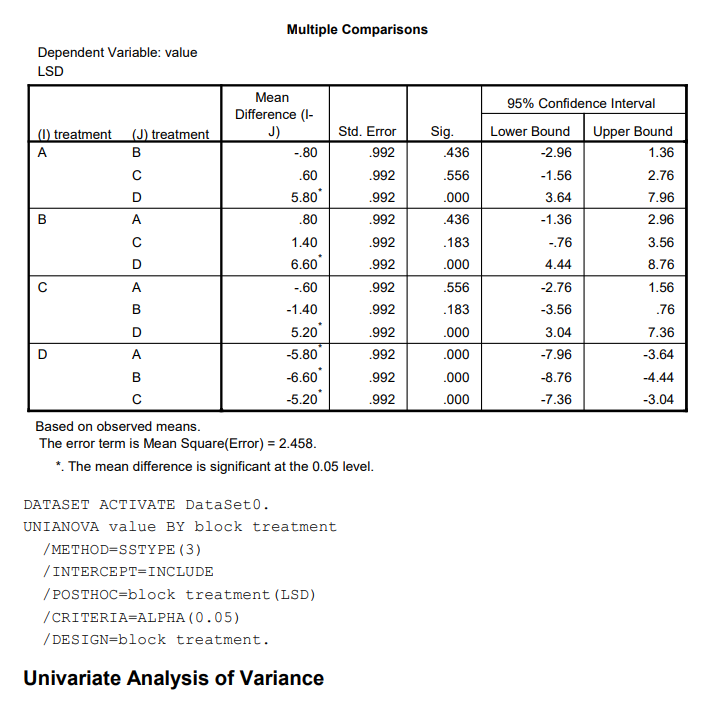 Multiple Comparisons
Dependent Variable: value
LSD
(I) treatment (J) treatment Mean Difference (I-J) Std. Error Sig. 95% Confidence Interval
Lower Bound Upper Bound
A B -.80 .992 .436 -2.96 1.36
C .60 .992 .556 -1.56 2.76
D 5.80* .992 .000 3.64 7.96
B A .80 .992 .436 -1.36 2.96
C 1.40 .992 .183 -.76 3.56
D 6.60* .992 .000 4.44 8.76
C A -.60 .992 .556 -2.76 1.56
B -1.40 .992 .183 -3.56 .76
D 5.20* .992 .000 3.04 7.36
D A -5.80* .992 .000 -7.96 -3.64
B -6.60* .992 .000 -8.76 -4.44
C -5.20* .992 .000 -7.36 -3.04
Based on observed means.
The error term is Mean Square(Error) = 2.458.
*. The mean difference is significant at the 0.05 level.
DATASET ACTIVATE DataSet0.
UNIANOVA value BY block treatment
/METHOD=SSTYPE(3)
/INTERCEPT=INCLUDE
/POSTHOC=block treatment(LSD)
/CRITERIA=ALPHA(0.05)
/DESIGN=block treatment.
Univariate Analysis of Variance